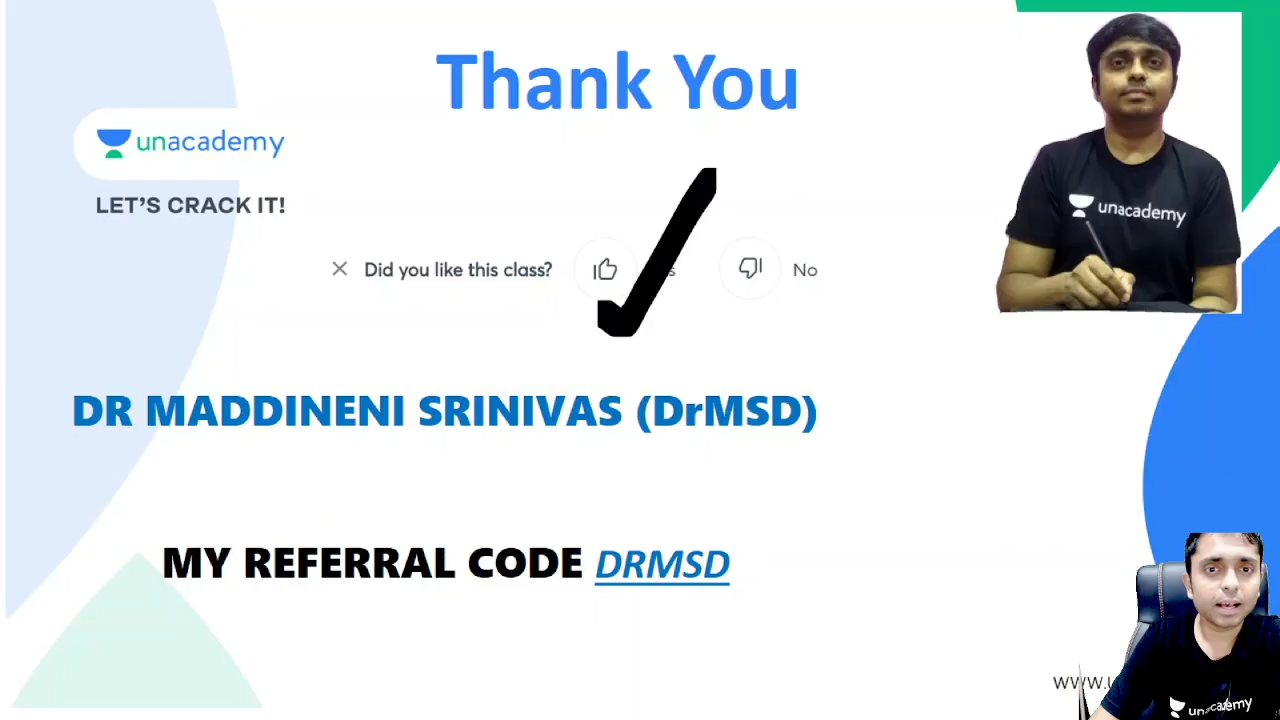 Thank You
unacademy
LET'S CRACK IT!
Did you like this class?
No
unacademy
DR MADDINENI SRINIVAS (DrMSD)
MY REFERRAL CODE DRMSD
unacademy